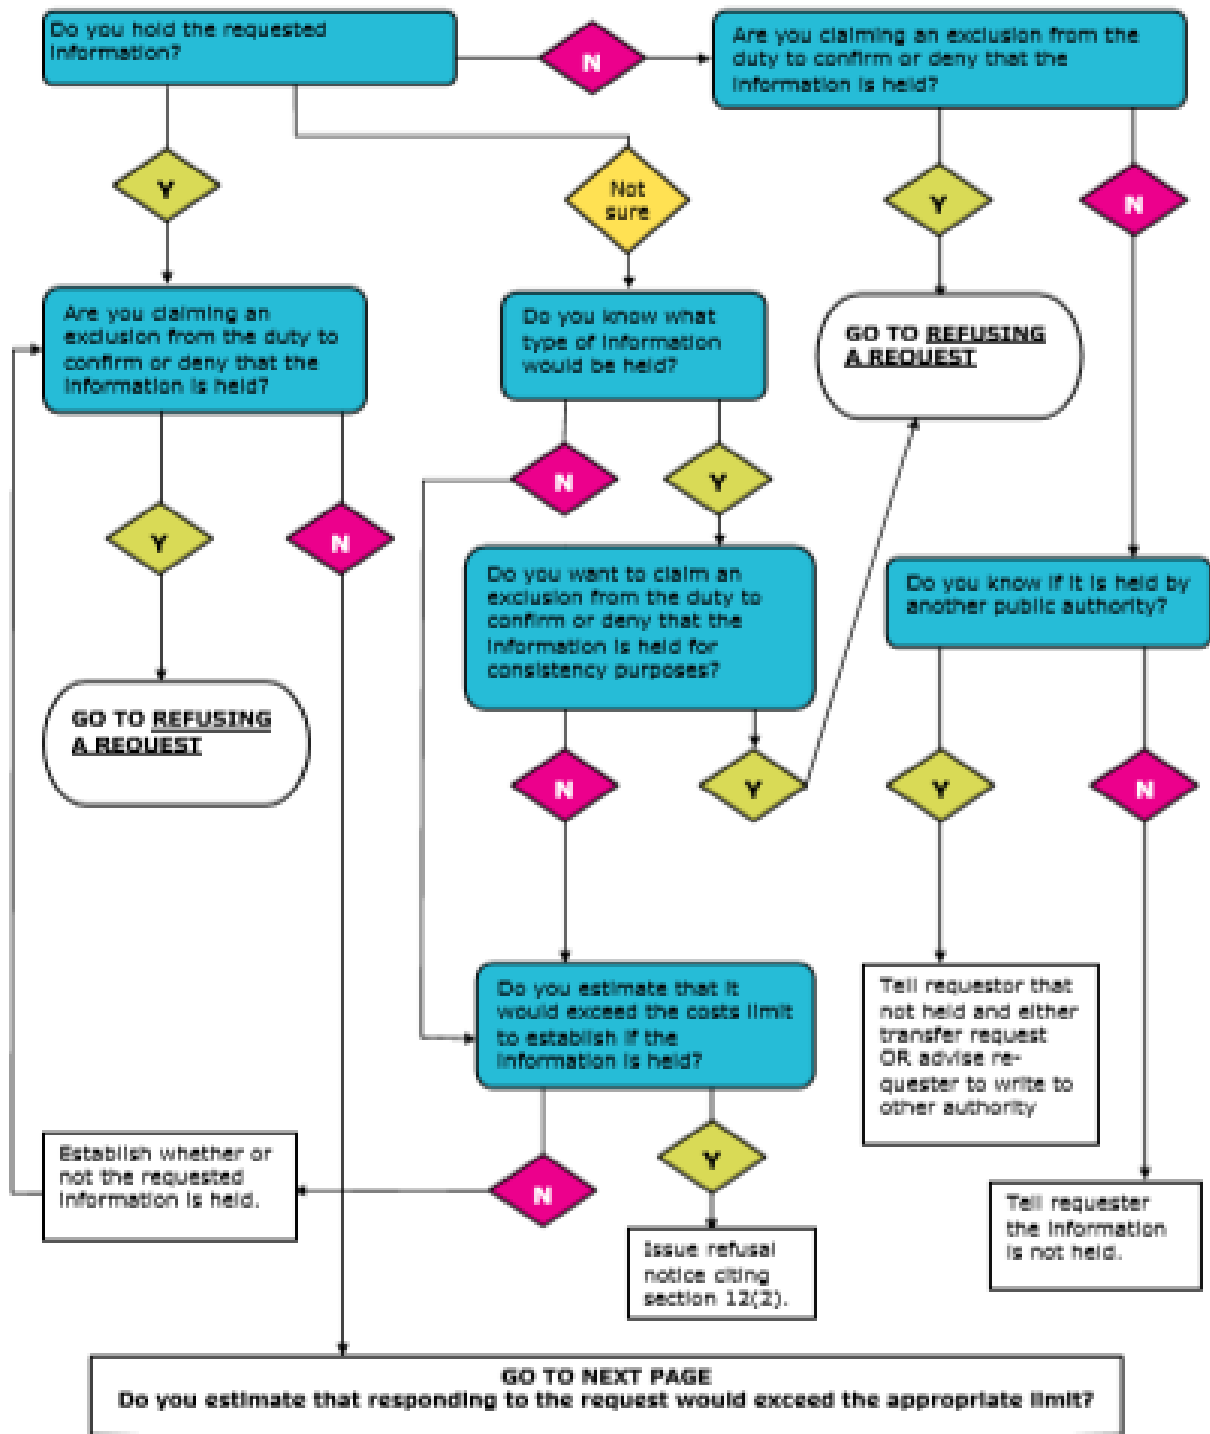 Do you hold the requested
information?
N
Are you claiming an exclusion from the
duty to confirm or deny that the
information is held?
Y
Not
sure
Y
N
Are you claiming an
exclusion from the duty to
confirm or deny that the
information is held?
Do you know what
type of information
would be held?
GO TO REFUSING
A REQUEST
N
Y
Y
N
Do you want to claim an
exclusion from the duty to
confirm or deny that the
information is held for
consistency purposes?
Do you know if it is held by
another public authority?
GO TO REFUSING
A REQUEST
N
Y
Y
N
Do you estimate that it
would exceed the costs limit
to establish if the
information is held?
Tell requestor that
not held and either
transfer request
OR advise re-
quester to write to
other authority
Establish whether or
not the requested
information is held.
N
Y
Tell requester
the information
is not held.
Issue refusal
notice citing
section 12(2).
GO TO NEXT PAGE
Do you estimate that responding to the request would exceed the appropriate limit?